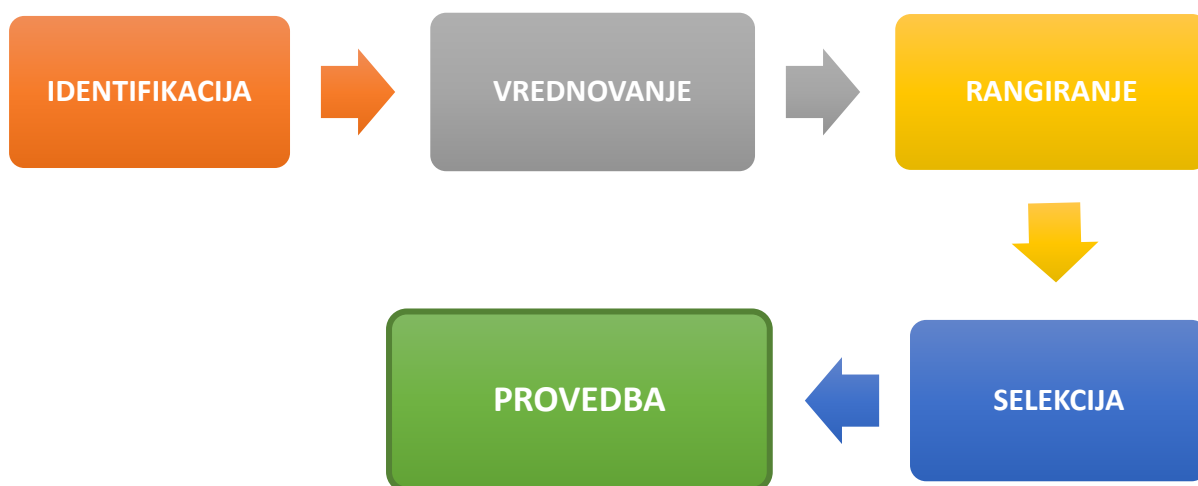 IDENTIFIKACIJA
VREDNOVANJE
RANGIRANJE
SELEKCIJA
PROVEDBA